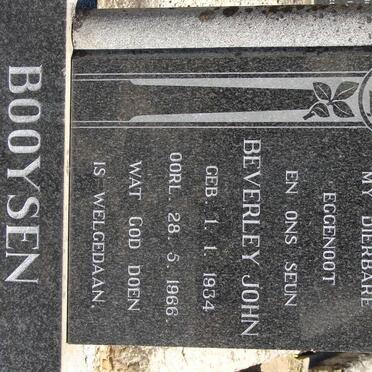 MY DIERBARE
EGGENOOT
EN ONS SEUN
BEVERLEY JOHN
GEB. 1. 1. 1934
OORL. 28. 5. 1966.
WAT GOD DOEN
IS WELGEDAAN.
BOOYSEN